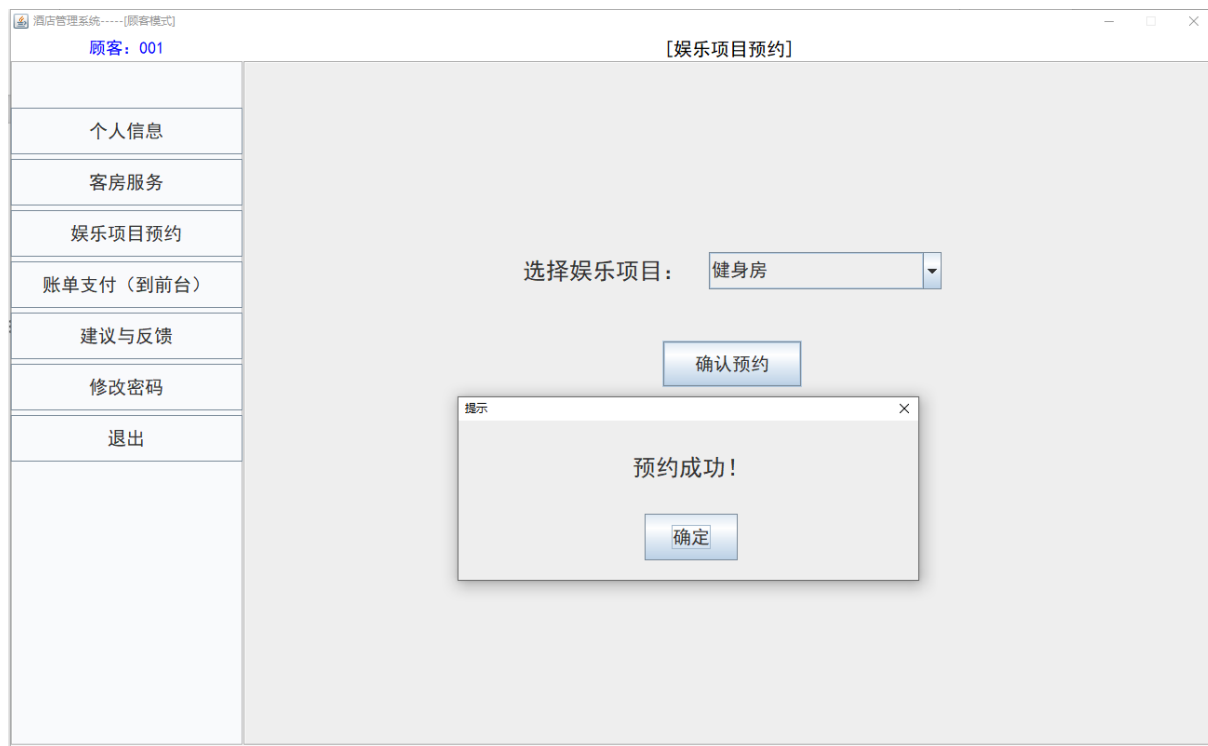 酒店管理系统-----[顾客模式]
顾客：001
[娱乐项目预约]
个人信息
客房服务
娱乐项目预约
账单支付（到前台）
建议与反馈
修改密码
退出
选择娱乐项目：
健身房
确认预约
提示
预约成功！
确定